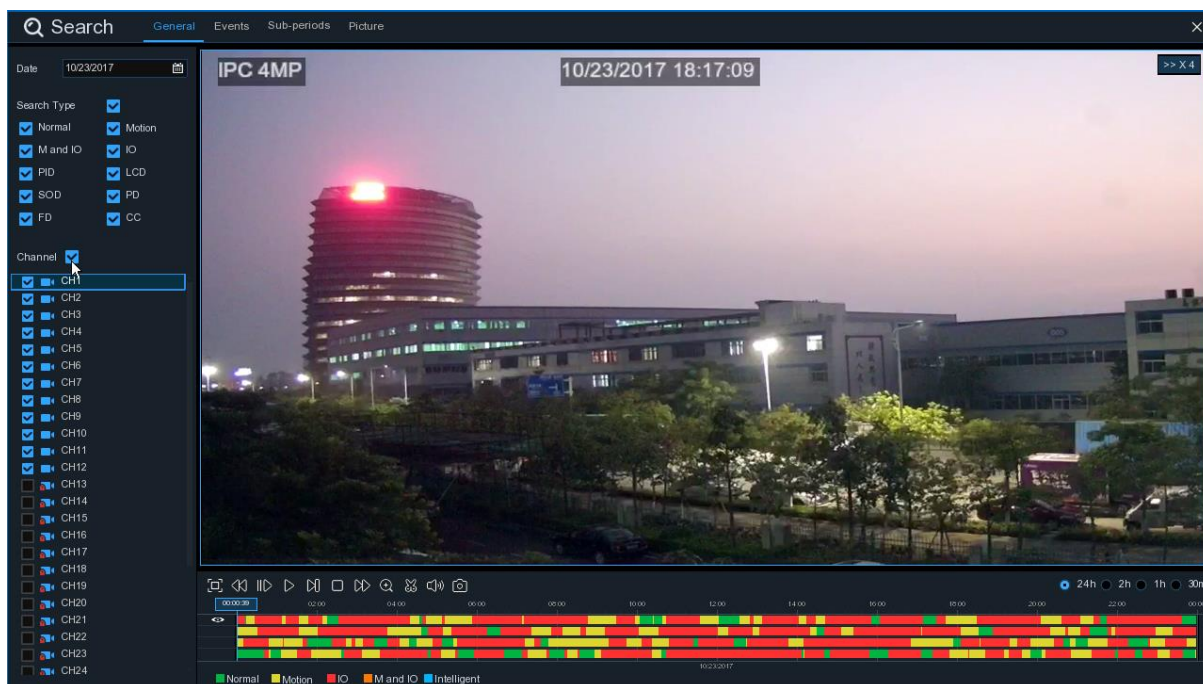 Search General Events Sub-periods Picture
Date 10/23/2017
Search Type
Normal Motion
M and IO IO
PID LCD
SOD PD
FD CC
Channel
CH1
CH2
CH3
CH4
CH5
CH6
CH7
CH8
CH9
CH10
CH11
CH12
CH13
CH14
CH15
CH16
CH17
CH18
CH19
CH20
CH21
CH22
CH23
CH24
IPC 4MP 10/23/2017 18:17:09 >> X 4
24h 2h 1h 30m
00:00:39 02:00 04:00 06:00 08:00 10:00 12:00 14:00 16:00 18:00 20:00 22:00 00:00
10/23/2017
Normal Motion IO M and IO Intelligent